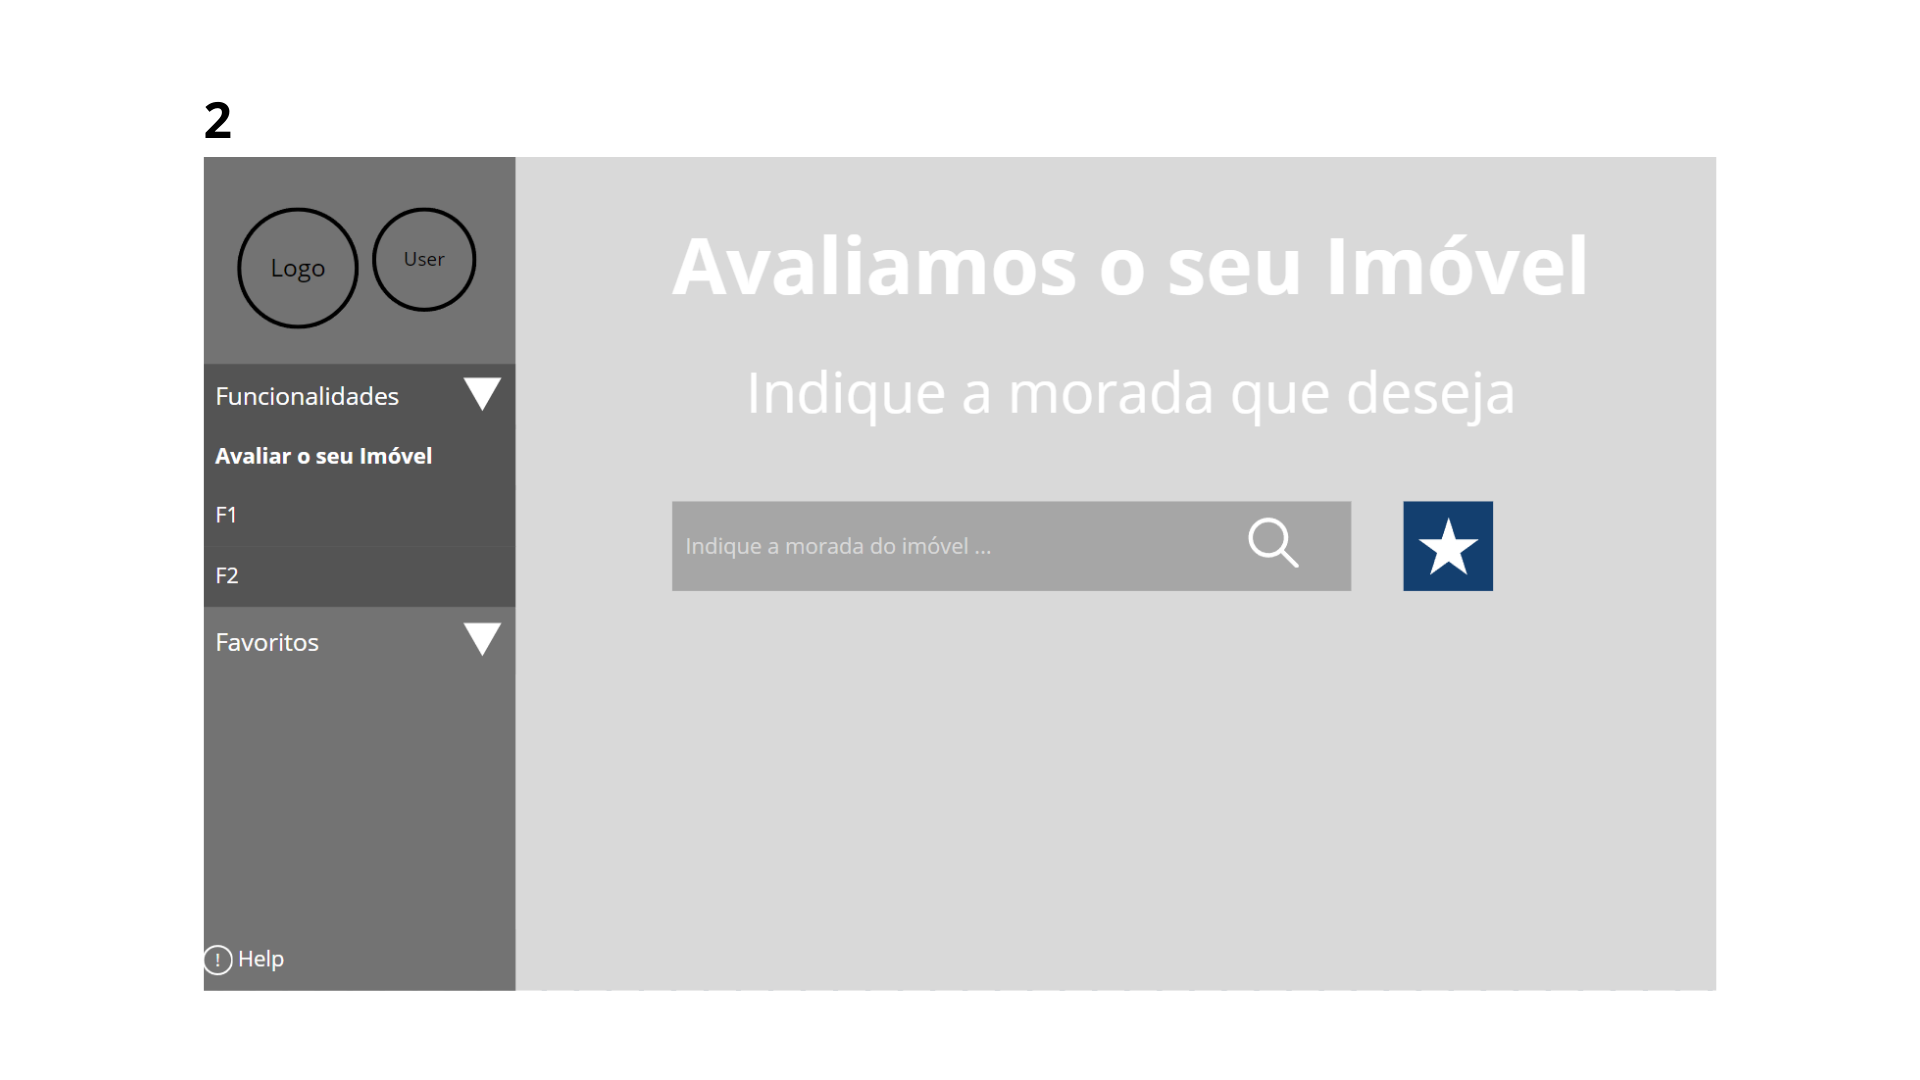 2
Logo
User
Funcionalidades
Avaliar o seu Imóvel
F1
F2
Favoritos
! Help
Avaliamos o seu Imóvel
Indique a morada que deseja
Indique a morada do imóvel ...